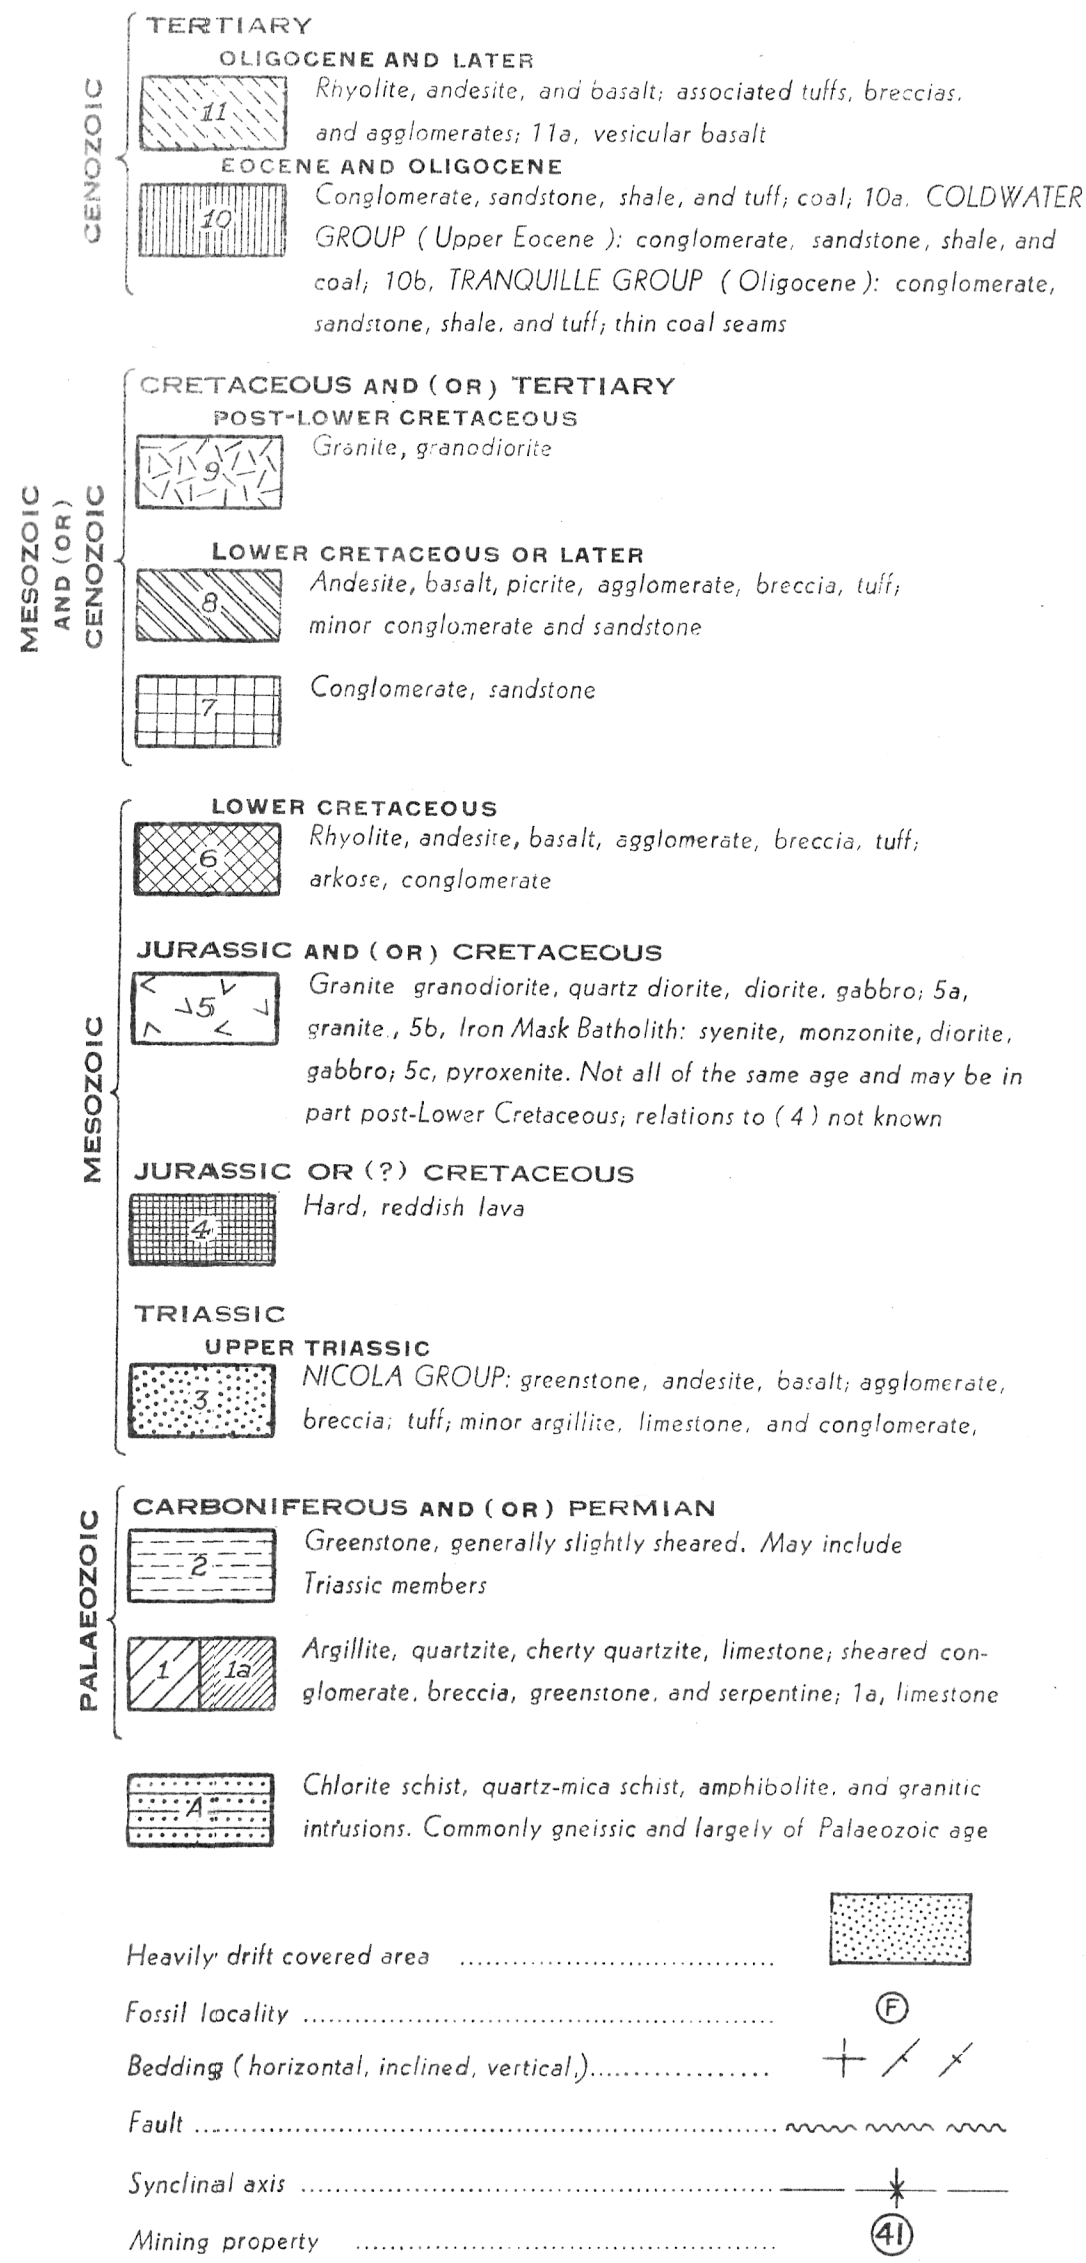 CENOZOIC
TERTIARY
OLIGOCENE AND LATER
11
Rhyolite, andesite, and basalt; associated tuffs, breccias,
and agglomerates; 11a, vesicular basalt
EOCENE AND OLIGOCENE
10
Conglomerate, sandstone, shale, and tuff; coal; 10a, COLDWATER
GROUP (Upper Eocene): conglomerate, sandstone, shale, and
coal; 10b, TRANQUILLE GROUP (Oligocene): conglomerate,
sandstone, shale, and tuff; thin coal seams
MESOZOIC
AND (OR)
CENOZOIC
CRETACEOUS AND (OR) TERTIARY
POST-LOWER CRETACEOUS
9
Granite, granodiorite
LOWER CRETACEOUS OR LATER
8
Andesite, basalt, picrite, agglomerate, breccia, tuff;
minor conglomerate and sandstone
7
Conglomerate, sandstone
MESOZOIC
LOWER CRETACEOUS
6
Rhyolite, andesite, basalt, agglomerate, breccia, tuff;
arkose, conglomerate
JURASSIC AND (OR) CRETACEOUS
5
Granite granodiorite, quartz diorite, diorite, gabbro; 5a,
granite., 5b, Iron Mask Batholith: syenite, monzonite, diorite,
gabbro; 5c, pyroxenite. Not all of the same age and may be in
part post-Lower Cretaceous; relations to (4) not known
JURASSIC OR (?) CRETACEOUS
4
Hard, reddish lava
TRIASSIC
UPPER TRIASSIC
3
NICOLA GROUP: greenstone, andesite, basalt; agglomerate,
breccia; tuff; minor argillite, limestone, and conglomerate,
PALAEOZOIC
CARBONIFEROUS AND (OR) PERMIAN
2
Greenstone, generally slightly sheared. May include
Triassic members
1 1a
Argillite, quartzite, cherty quartzite, limestone; sheared con-
glomerate, breccia, greenstone, and serpentine; 1a, limestone
A
Chlorite schist, quartz-mica schist, amphibolite, and granitic
intrusions. Commonly gneissic and largely of Palaeozoic age
Heavily drift covered area
Fossil locality F
Bedding (horizontal, inclined, vertical,)
Fault
Synclinal axis
Mining property 41